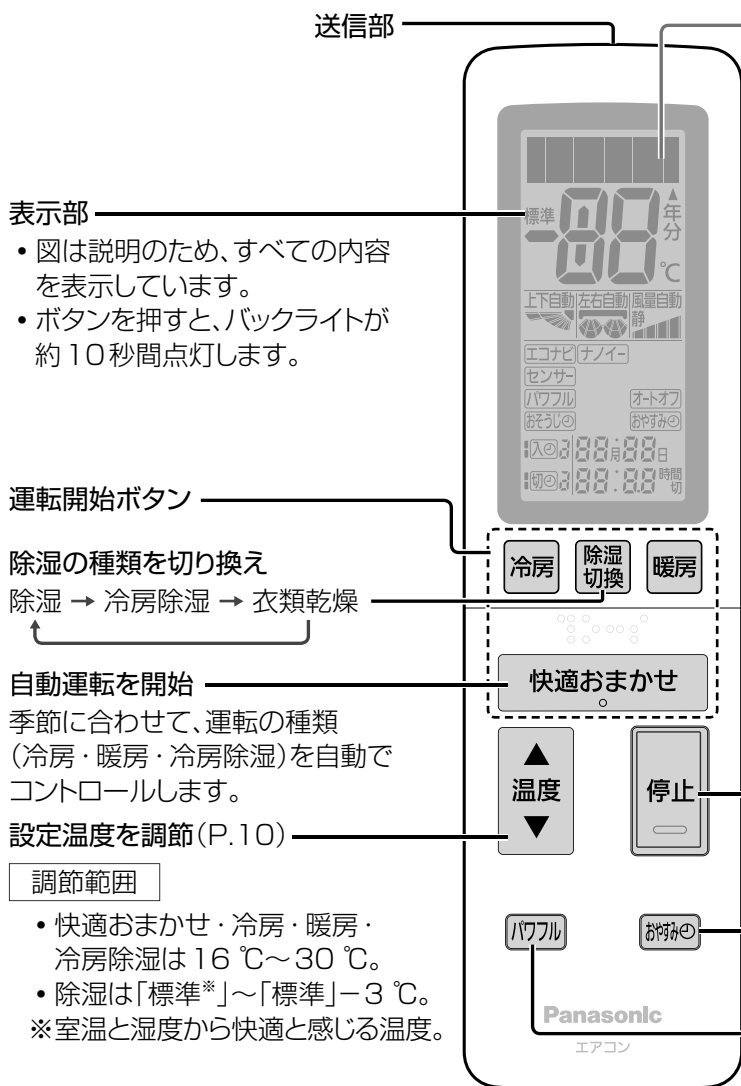 送信部
表示部
• 図は説明のため、すべての内容
を表示しています。
• ボタンを押すと、バックライトが
約10秒間点灯します。
運転開始ボタン
除湿の種類を切り換え
除湿 → 冷房除湿 → 衣類乾燥
自動運転を開始
季節に合わせて、運転の種類
(冷房・暖房・冷房除湿)を自動で
コントロールします。
設定温度を調節(P.10)
調節範囲
• 快適おまかせ・冷房・暖房・
冷房除湿は16 ℃～30 ℃。
• 除湿は「標準※」～「標準」−3 ℃。
※室温と湿度から快適と感じる温度。
標準 -88 ▲年
分
℃
上下自動 左右自動 風量自動
静
エコナビ ナノイー
センサー
パワフル オートオフ
おそうじ おやすみ
入 88月88日
切 88:8.8 時間
切
冷房 除湿
切換 暖房
快適おまかせ
▲
温度
▼
停止
パワフル おやすみ
Panasonic
エアコン